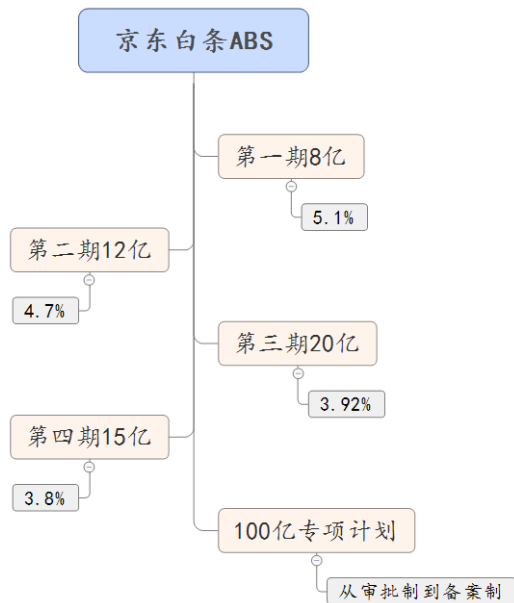 京东白条ABS
第一期8亿
5.1%
第二期12亿
4.7%
第三期20亿
3.92%
第四期15亿
3.8%
100亿专项计划
从审批制到备案制